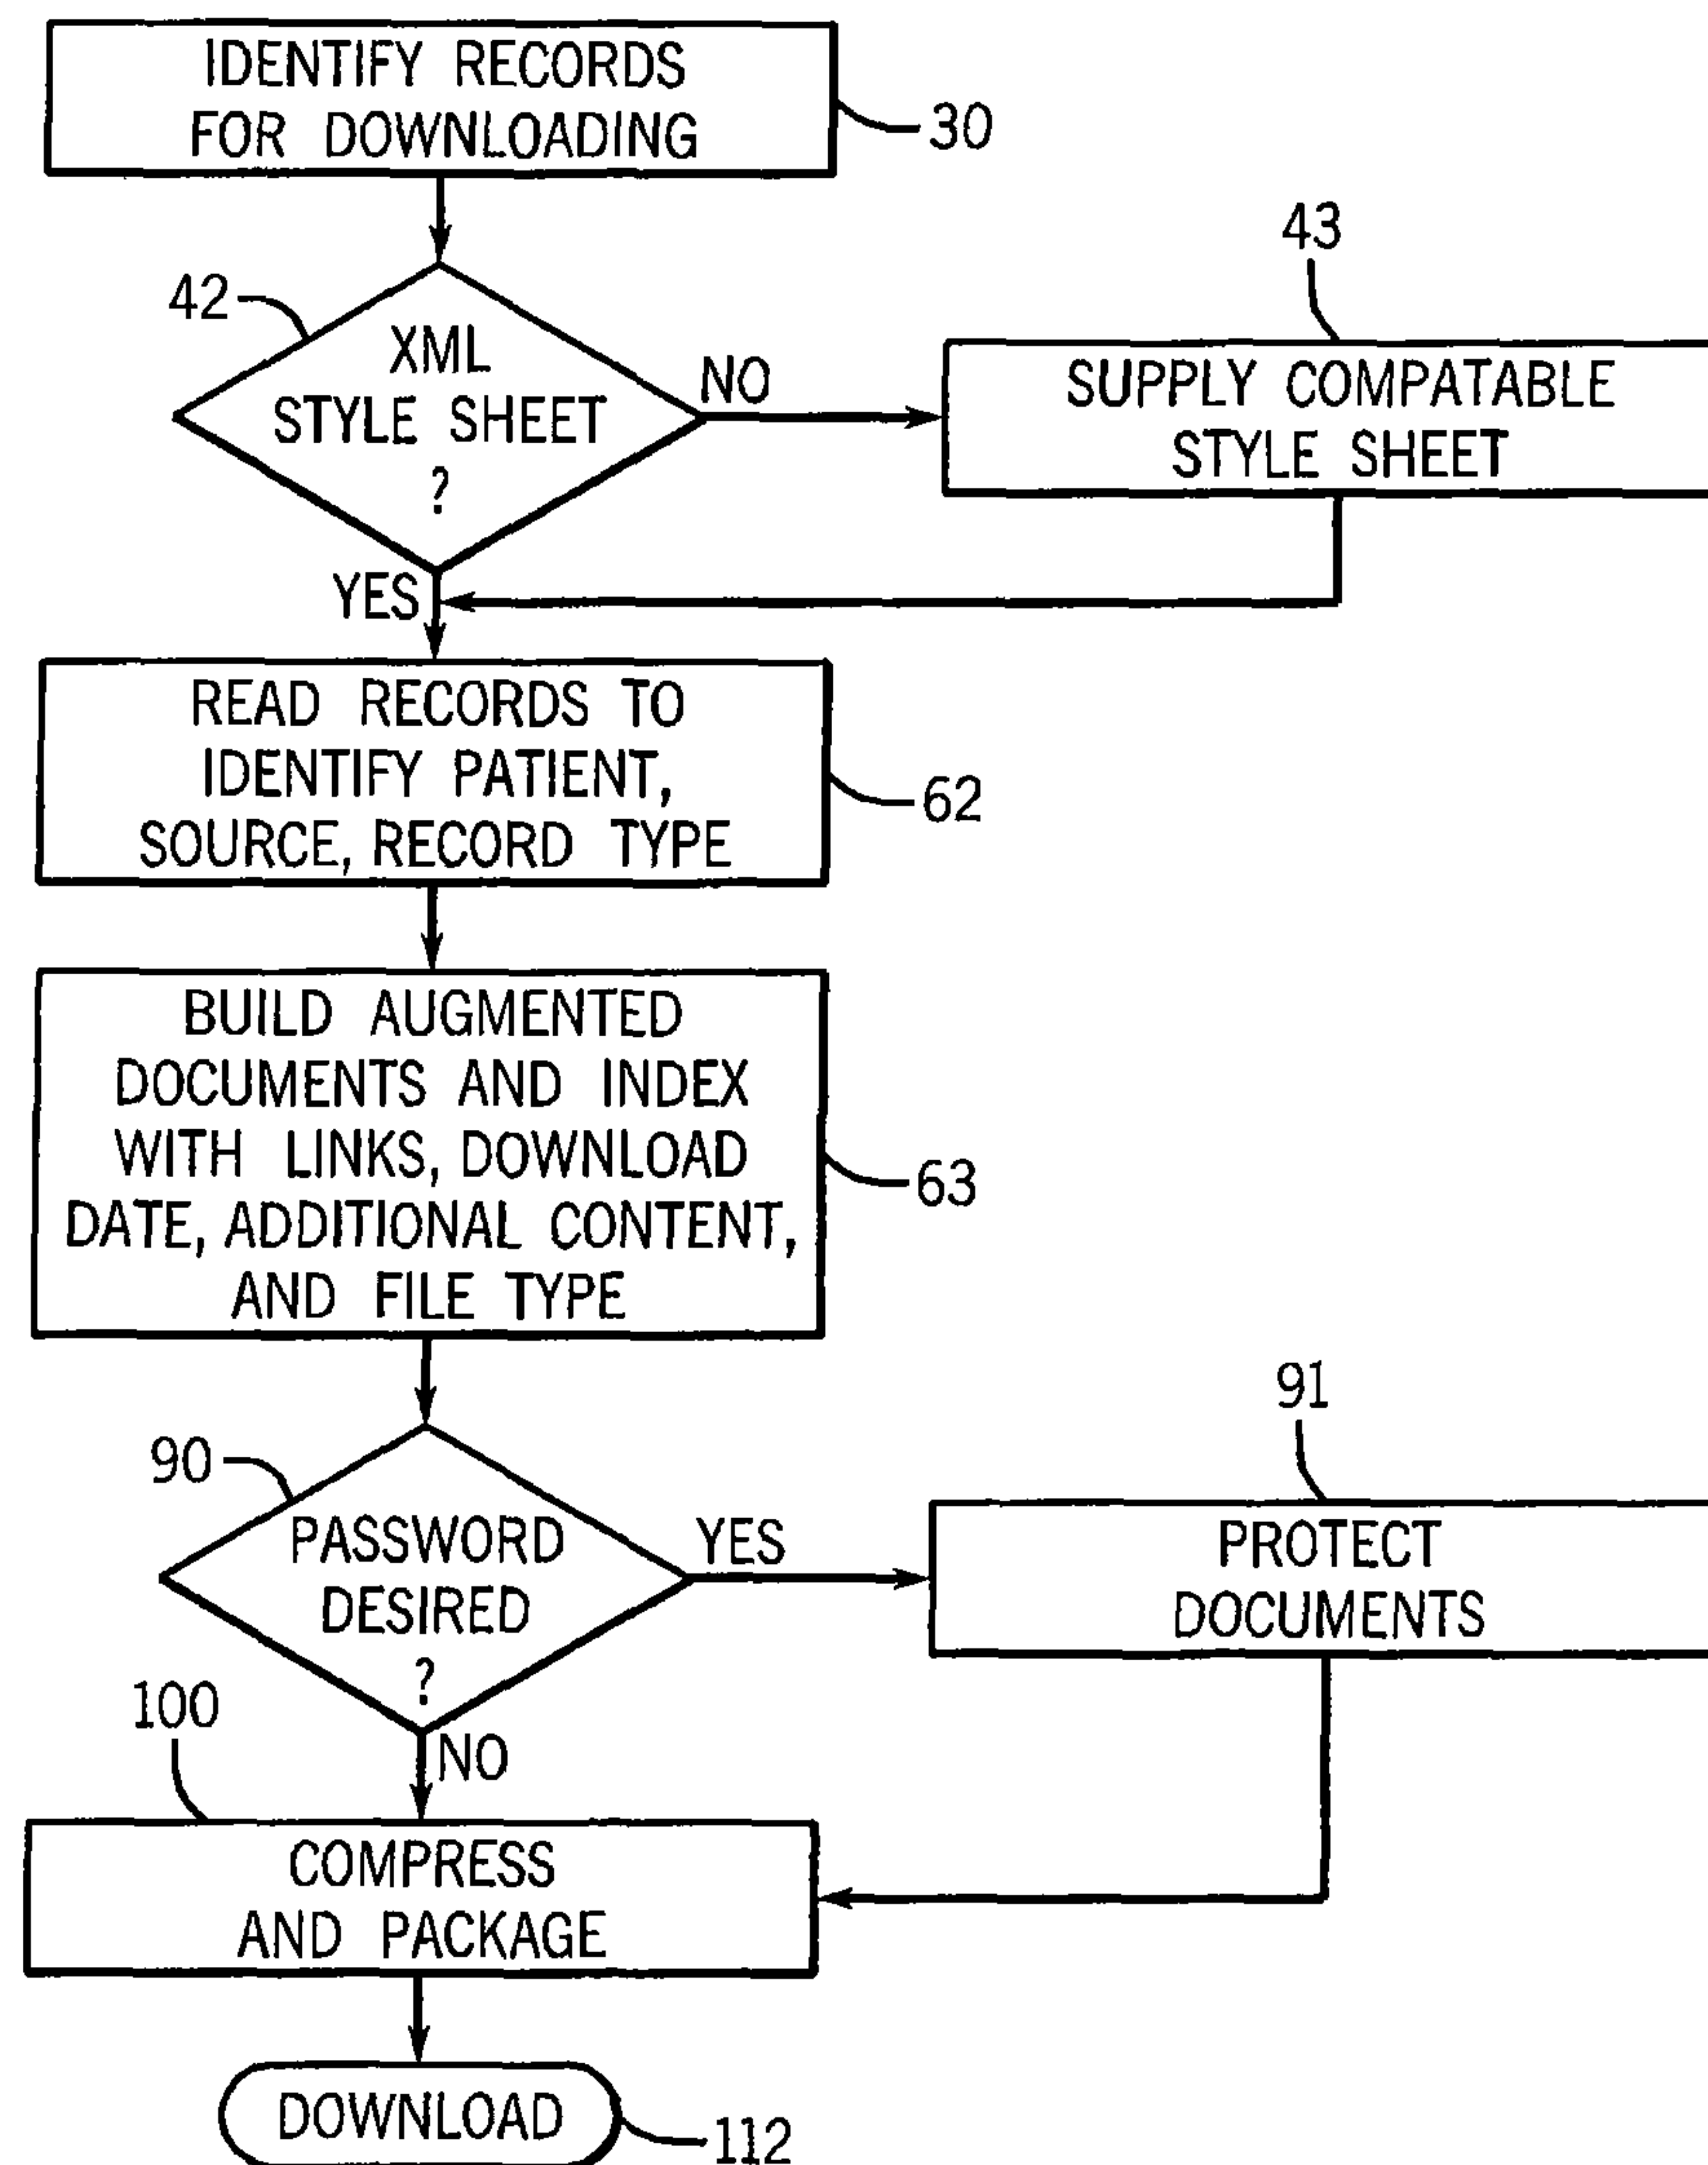 IDENTIFY RECORDS
FOR DOWNLOADING
30
42
XML
STYLE SHEET
?
NO
43
SUPPLY COMPATABLE
STYLE SHEET
YES
READ RECORDS TO
IDENTIFY PATIENT,
SOURCE, RECORD TYPE
62
BUILD AUGMENTED
DOCUMENTS AND INDEX
WITH LINKS, DOWNLOAD
DATE, ADDITIONAL CONTENT,
AND FILE TYPE
63
90
PASSWORD
DESIRED
?
YES
91
PROTECT
DOCUMENTS
NO
100
COMPRESS
AND PACKAGE
DOWNLOAD
112